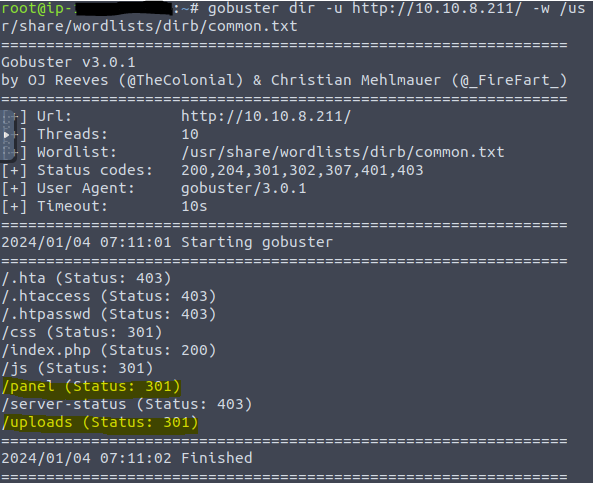 root@ip-:~# gobuster dir -u http://10.10.8.211/ -w /us
r/share/wordlists/dirb/common.txt
===============================================================
Gobuster v3.0.1
by OJ Reeves (@TheColonial) & Christian Mehlmauer (@_FireFart_)
===============================================================
[+] Url:            http://10.10.8.211/
[+] Threads:        10
[+] Wordlist:       /usr/share/wordlists/dirb/common.txt
[+] Status codes:   200,204,301,302,307,401,403
[+] User Agent:     gobuster/3.0.1
[+] Timeout:        10s
===============================================================
2024/01/04 07:11:01 Starting gobuster
===============================================================
/.hta (Status: 403)
/.htaccess (Status: 403)
/.htpasswd (Status: 403)
/css (Status: 301)
/index.php (Status: 200)
/js (Status: 301)
/panel (Status: 301)
/server-status (Status: 403)
/uploads (Status: 301)
===============================================================
2024/01/04 07:11:02 Finished
===============================================================